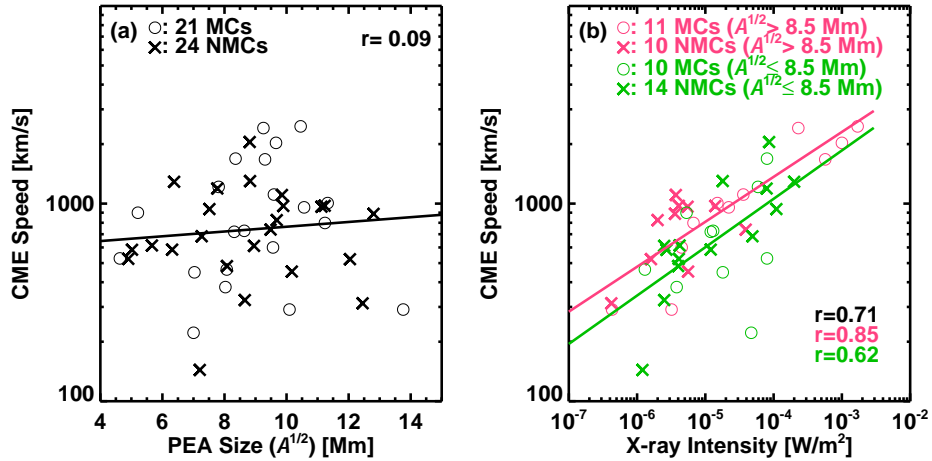 (a)
○: 21 MCs
×: 24 NMCs
r= 0.09
CME Speed [km/s]
1000
100
4 6 8 10 12 14
PEA Size (A^{1/2}) [Mm]
(b)
○: 11 MCs (A^{1/2}> 8.5 Mm)
×: 10 NMCs (A^{1/2}> 8.5 Mm)
○: 10 MCs (A^{1/2}≤ 8.5 Mm)
×: 14 NMCs (A^{1/2}≤ 8.5 Mm)
CME Speed [km/s]
1000
100
r=0.71
r=0.85
r=0.62
10^{-7} 10^{-6} 10^{-5} 10^{-4} 10^{-3} 10^{-2}
X-ray Intensity [W/m^{2}]